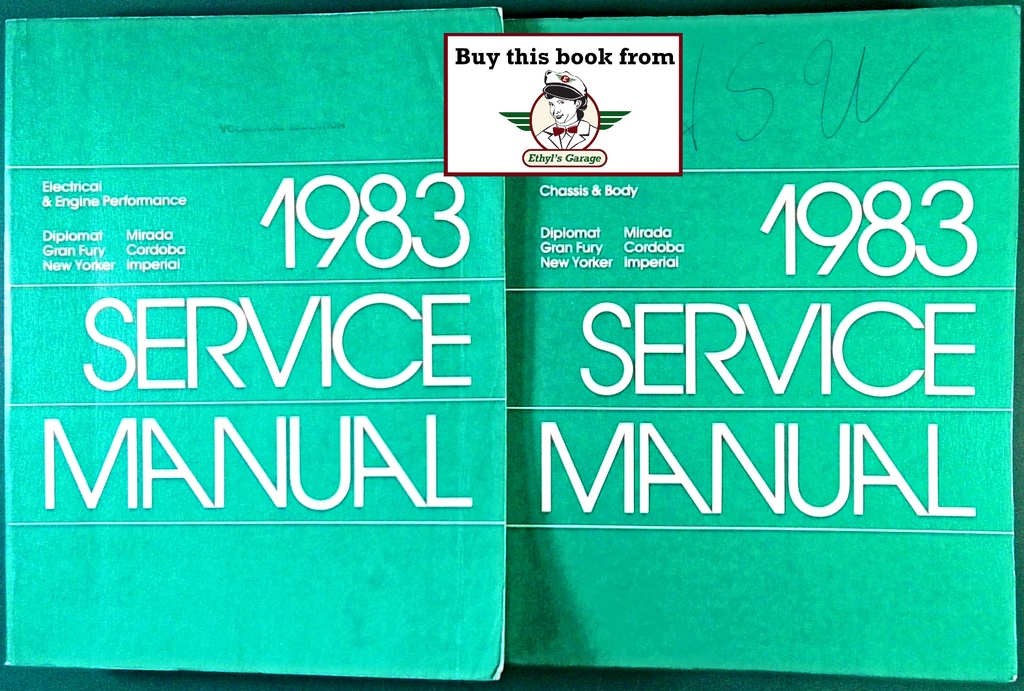 Buy this book from
Ethyl's Garage
Electrical
& Engine Performance
Diplomat Mirada
Gran Fury Cordoba
New Yorker Imperial
1983
SERVICE
MANUAL
HSW
Chassis & Body
Diplomat Mirada
Gran Fury Cordoba
New Yorker Imperial
1983
SERVICE
MANUAL